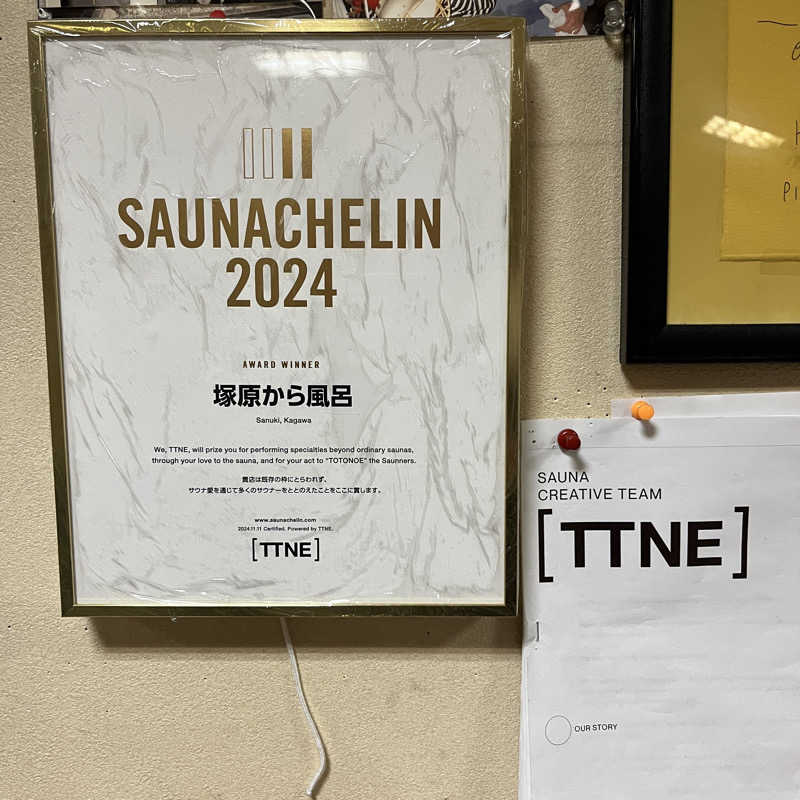 SAUNACHELIN
2024
AWARD WINNER
塚原から風呂
Sanuki, Kagawa
We, TTNE, will prize you for performing specialties beyond ordinary saunas,
through your love to the sauna, and for your act to "TOTONOE" the Saunners.
貴店は既存の枠にとらわれず、
サウナ愛を通じて多くのサウナーをととのえたことをここに賞します。
www.saunachelin.com
2024.11.11 Certified. Powered by TTNE.
[TTNE]
SAUNA
CREATIVE TEAM
[TTNE]
OUR STORY